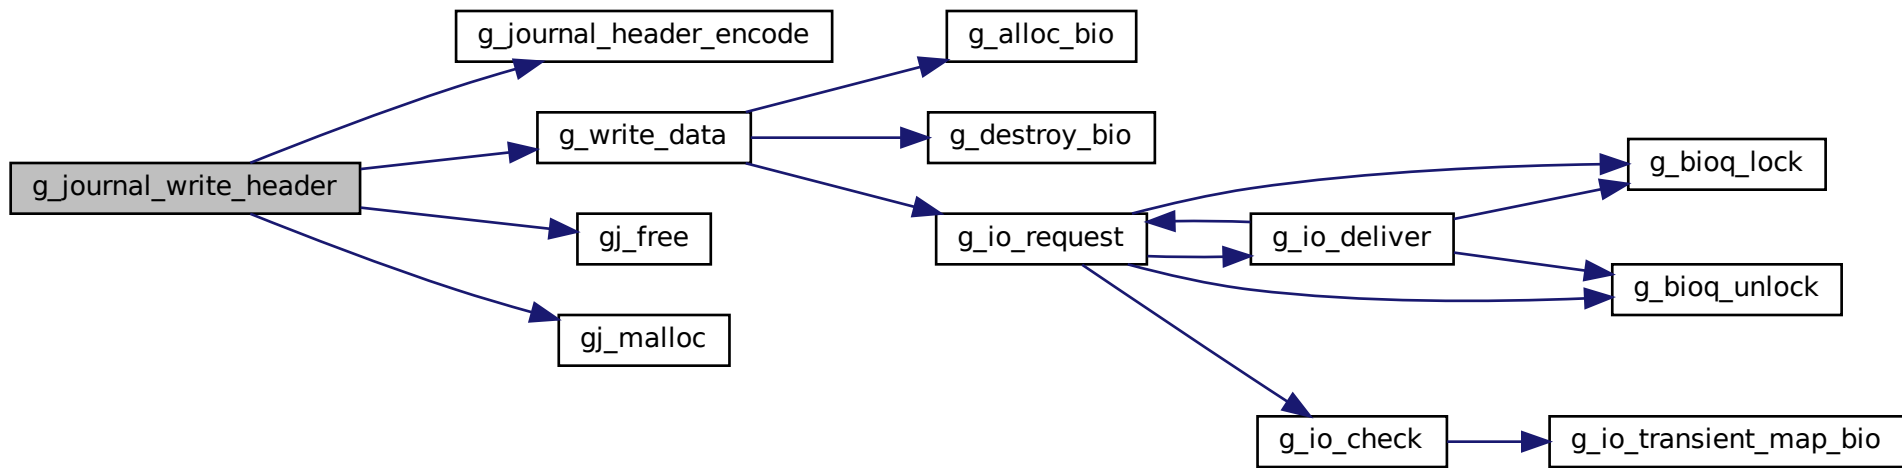 g_journal_write_header
g_journal_header_encode
g_write_data
gj_free
gj_malloc
g_alloc_bio
g_destroy_bio
g_io_request
g_io_deliver
g_io_check
g_bioq_lock
g_bioq_unlock
g_io_transient_map_bio